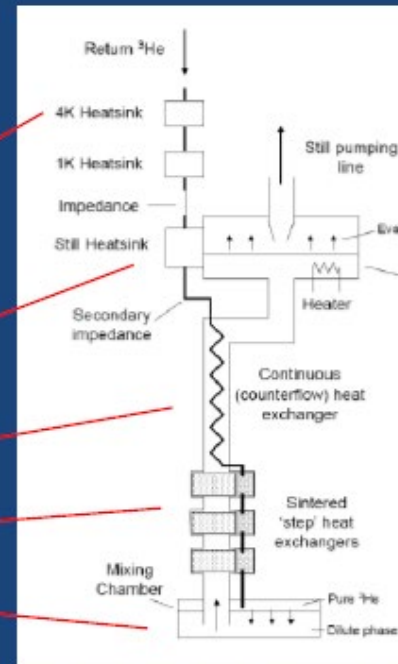 Return ³He
4K Heatsink
1K Heatsink
Impedance
Still Heatsink
Still pumping
line
Heater
Secondary
impedance
Continuous
(counterflow) heat
exchanger
Sintered
'step' heat
exchangers
Mixing
Chamber
Pure ³He
Dilute phase